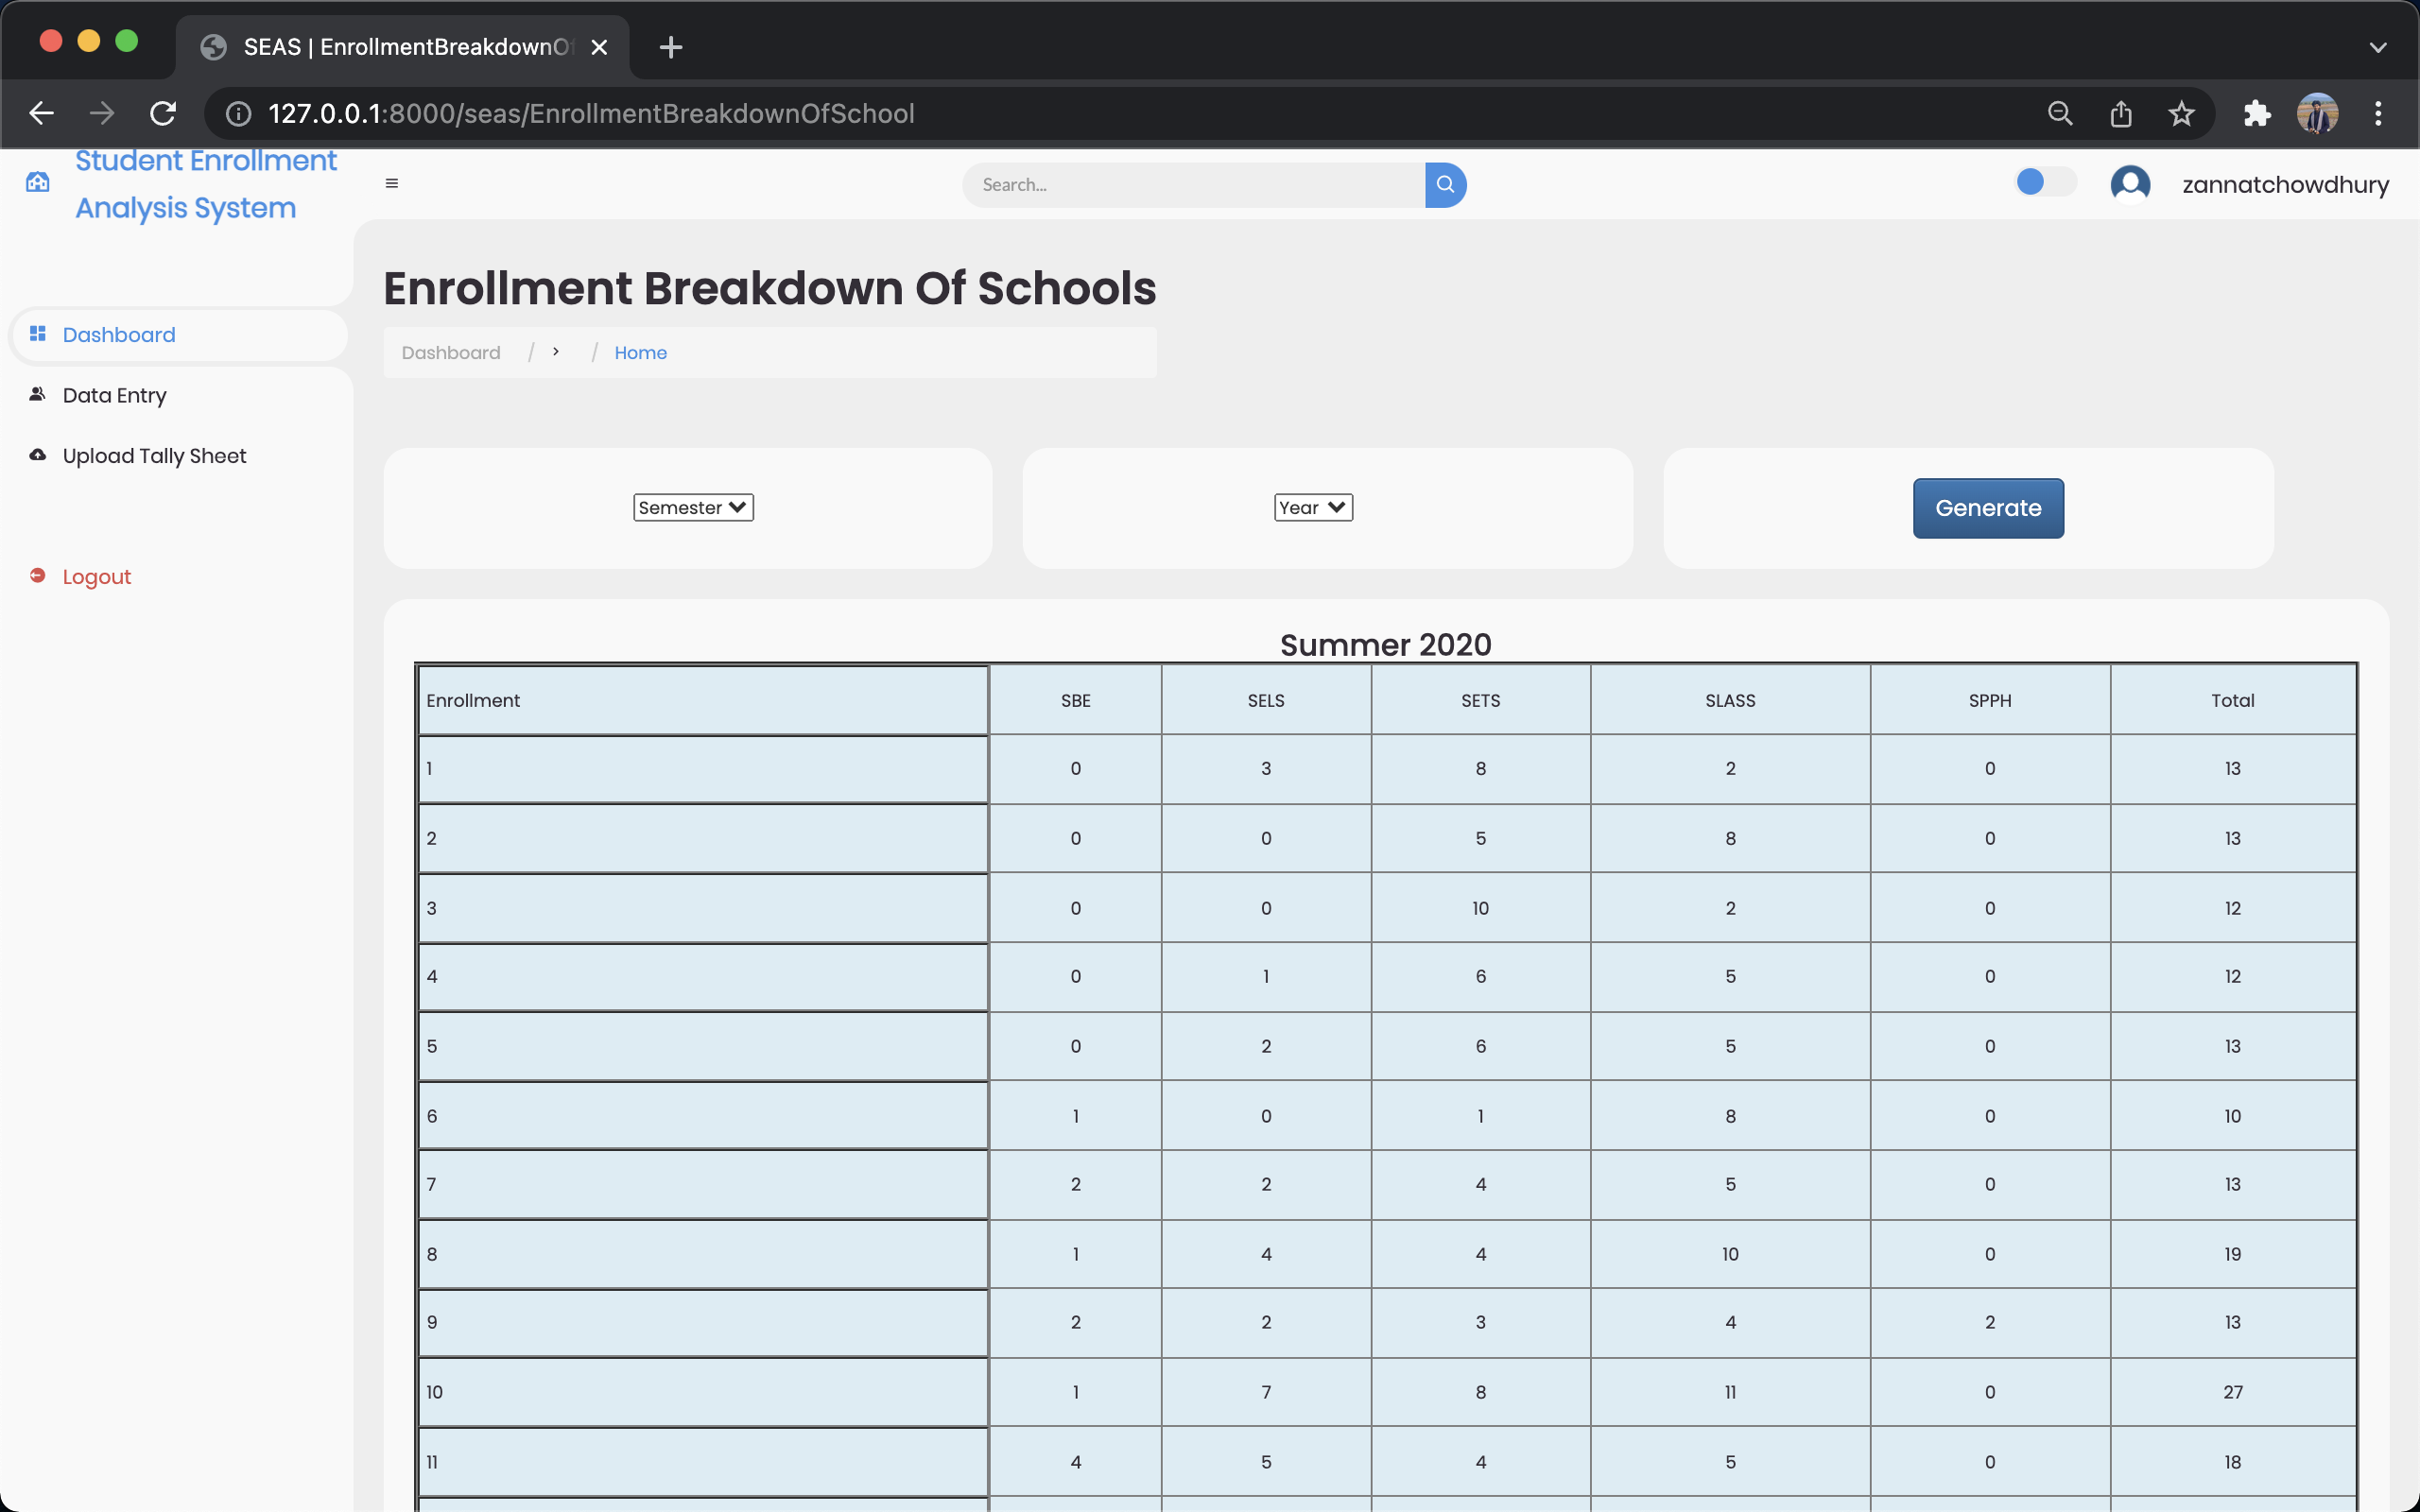 SEAS | EnrollmentBreakdownOf
127.0.0.1:8000/seas/EnrollmentBreakdownOfSchool
Student Enrollment
Analysis System
Search...
zannatchowdhury
Enrollment Breakdown Of Schools
Dashboard / > / Home
Dashboard
Data Entry
Upload Tally Sheet
Logout
Semester
Year
Generate
Summer 2020
Enrollment SBE SELS SETS SLASS SPPH Total
1 0 3 8 2 0 13
2 0 0 5 8 0 13
3 0 0 10 2 0 12
4 0 1 6 5 0 12
5 0 2 6 5 0 13
6 1 0 1 8 0 10
7 2 2 4 5 0 13
8 1 4 4 10 0 19
9 2 2 3 4 2 13
10 1 7 8 11 0 27
11 4 5 4 5 0 18